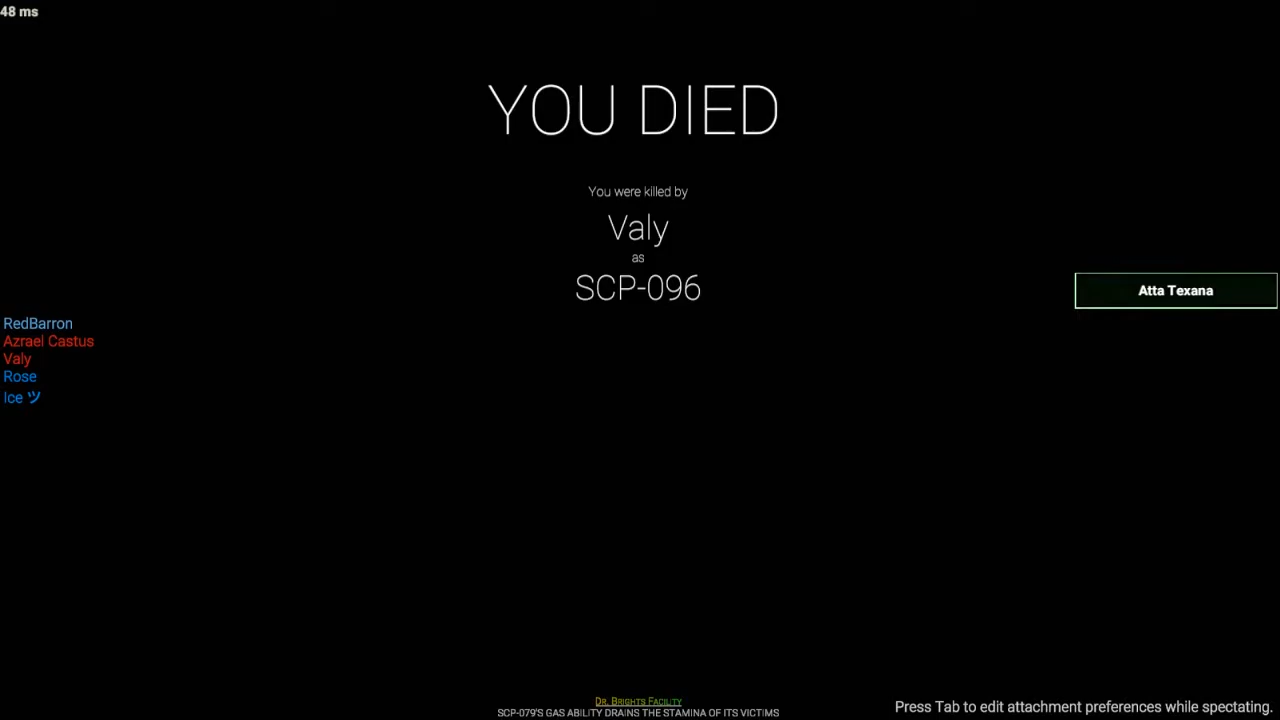 48 ms
YOU DIED
You were killed by
Valy
as
SCP-096
Atta Texana
RedBarron
Azrael Castus
Valy
Rose
Ice ツ
Dr. Brights Facility
SCP-079'S GAS ABILITY DRAINS THE STAMINA OF ITS VICTIMS
Press Tab to edit attachment preferences while spectating.